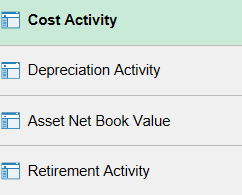 Cost Activity
Depreciation Activity
Asset Net Book Value
Retirement Activity